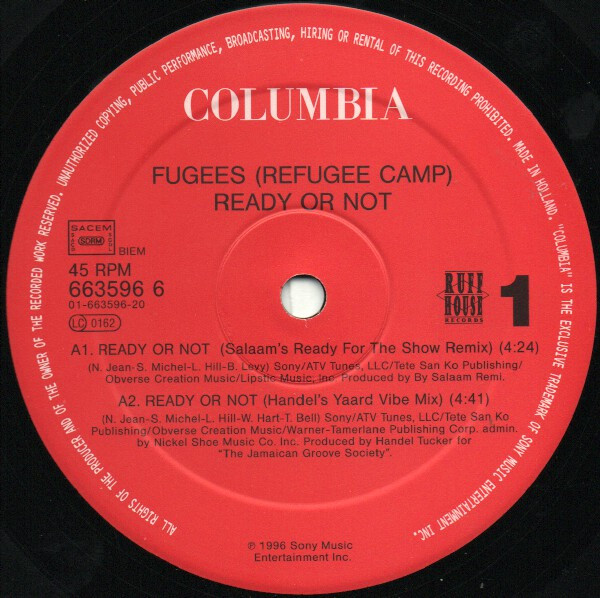 ALL RIGHTS OF THE PRODUCER AND OF THE OWNER OF THE RECORDED WORK RESERVED. UNAUTHORIZED COPYING, PUBLIC PERFORMANCE, BROADCASTING, HIRING OR RENTAL OF THIS RECORDING PROHIBITED. MADE IN HOLLAND. "COLUMBIA" IS THE EXCLUSIVE TRADEMARK OF SONY MUSIC ENTERTAINMENT INC.
COLUMBIA
FUGEES (REFUGEE CAMP)
READY OR NOT
SACEM
SDRM
BIEM
45 RPM
663596 6
01-663596-20
LC 0162
RUFF
HOUSE
RECORDS
1
A1. READY OR NOT (Salaam's Ready For The Show Remix) (4:24)
(N. Jean-S. Michel-L. Hill-B. Levy) Sony/ATV Tunes, LLC/Tete San Ko Publishing/
Obverse Creation Music/Lipstic Music, inc. Produced by By Salaam Remi.
A2. READY OR NOT (Handel's Yaard Vibe Mix) (4:41)
(N. Jean-S. Michel-L. Hill-W. Hart-T. Bell) Sony/ATV Tunes, LLC/Tete San Ko
Publishing/Obverse Creation Music/Warner-Tamerlane Publishing Corp. admin.
by Nickel Shoe Music Co. Inc. Produced by Handel Tucker for
"The Jamaican Groove Society".
℗ 1996 Sony Music
Entertainment Inc.